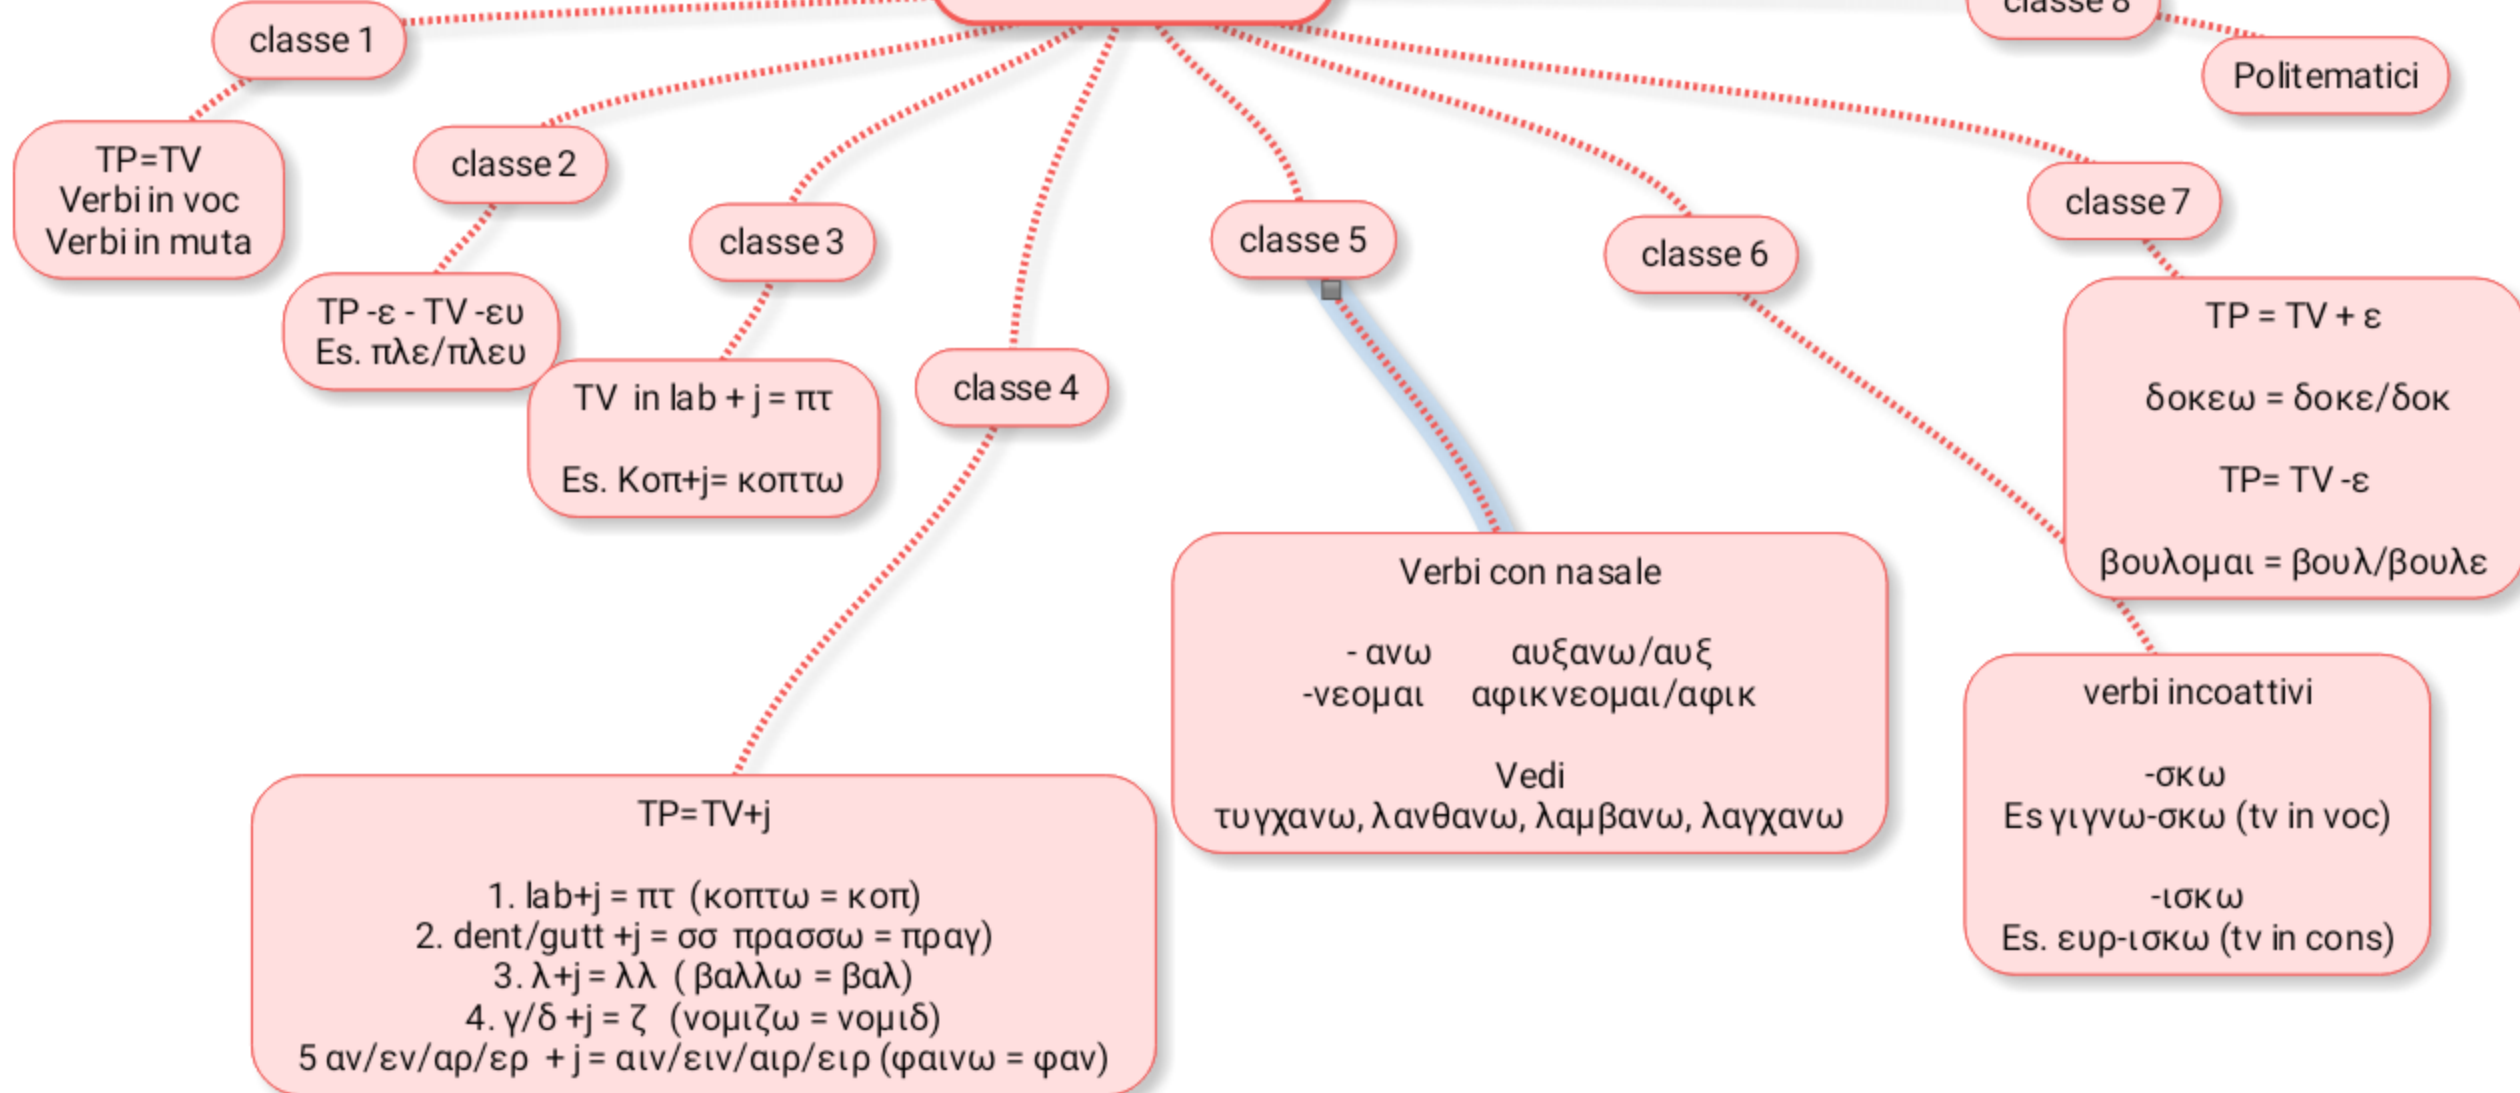 classe 1
TP=TV
Verbi in voc
Verbi in muta
classe 2
TP -ε - TV -ευ
Es. πλε/πλευ
classe 3
TV in lab + j = πτ
Es. Κοπ+j= κοπτω
classe 4
TP=TV+j
1. lab+j = πτ (κοπτω = κοπ)
2. dent/gutt +j = σσ πρασσω = πραγ)
3. λ+j = λλ ( βαλλω = βαλ)
4. γ/δ +j = ζ (νομιζω = νομιδ)
5 αν/εν/αρ/ερ + j = αιν/ειν/αιρ/ειρ (φαινω = φαν)
classe 5
Verbi con nasale
- ανω αυξανω/αυξ
-νεομαι αφικνεομαι/αφικ
Vedi
τυγχανω, λανθανω, λαμβανω, λαγχανω
classe 6
verbi incoattivi
-σκω
Es γιγνω-σκω (tv in voc)
-ισκω
Es. ευρ-ισκω (tv in cons)
classe 7
TP = TV + ε
δοκεω = δοκε/δοκ
TP= TV -ε
βουλομαι = βουλ/βουλε
classe 8
Politematici